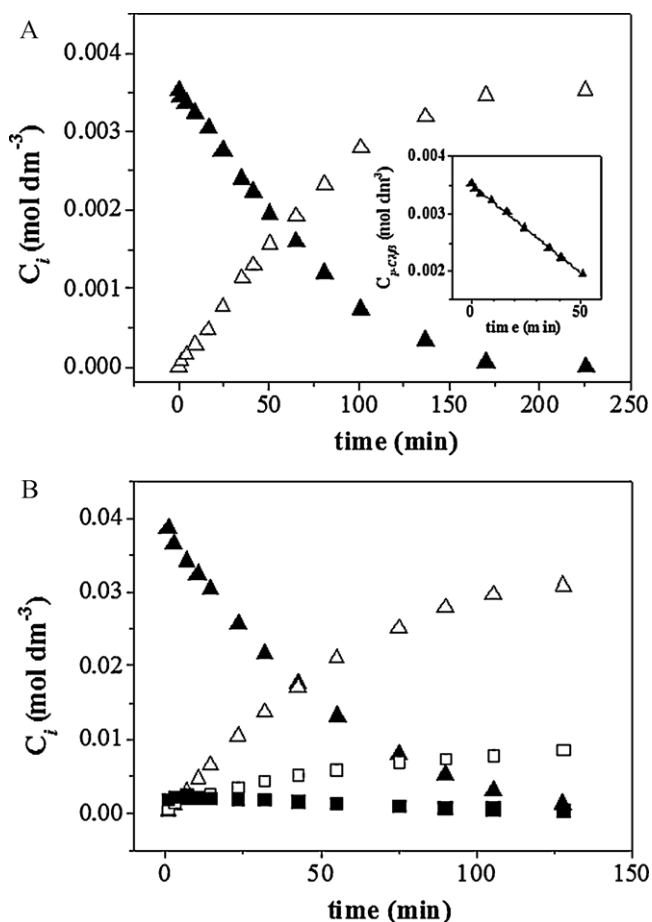 A
0.004
0.003
0.002
0.001
0.000
C_i (mol dm^-3)
0 50 100 150 200 250
time (min)
0.004
0.003
0.002
C_p-ClβB (mol dm^3)
0 50
time (min)
B
0.04
0.03
0.02
0.01
0.00
C_i (mol dm^-3)
0 50 100 150
time (min)